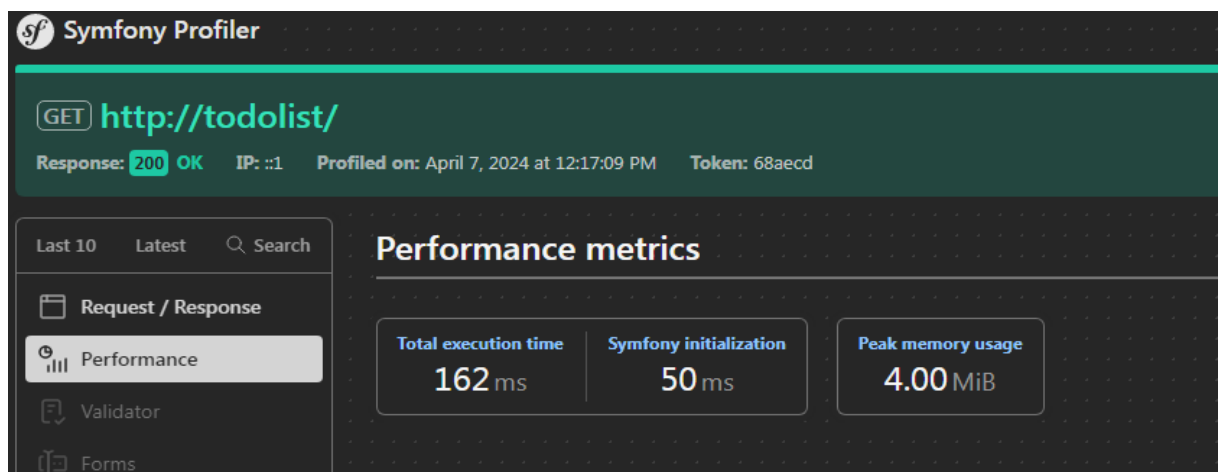 sf Symfony Profiler
GET http://todolist/
Response: 200 OK IP: ::1 Profiled on: April 7, 2024 at 12:17:09 PM Token: 68aecd
Last 10 Latest Search
Performance metrics
Request / Response
Performance
Validator
Forms
Total execution time Symfony initialization Peak memory usage
162 ms 50 ms 4.00 MiB